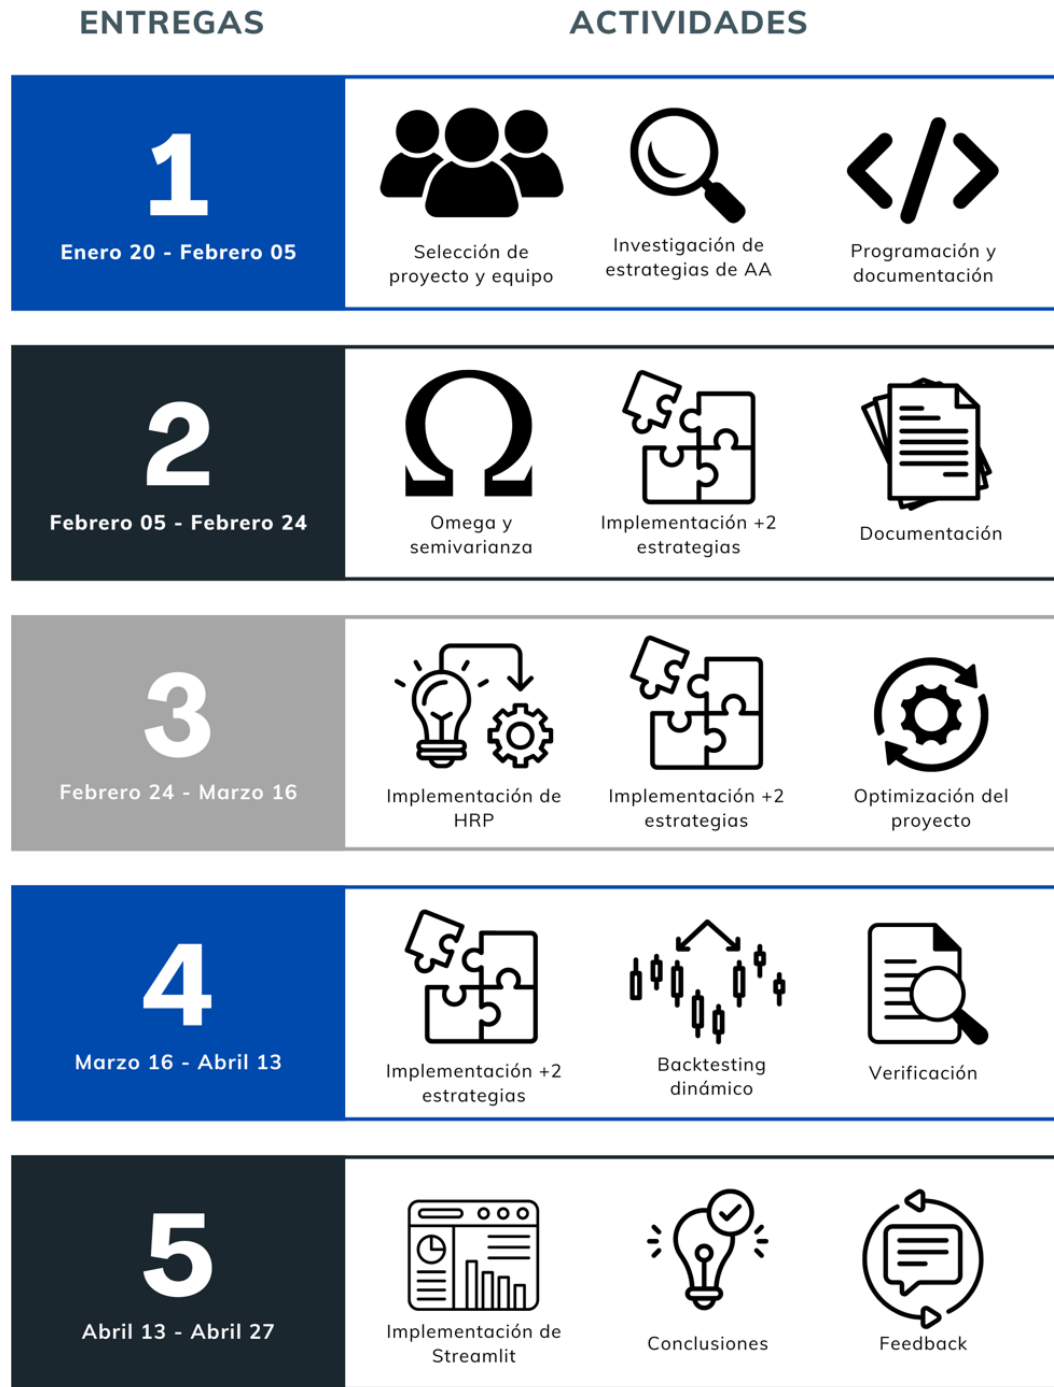 ENTREGAS
ACTIVIDADES
1
Enero 20 - Febrero 05
Selección de
proyecto y equipo
Investigación de
estrategias de AA
Programación y
documentación
2
Febrero 05 - Febrero 24
Omega y
semivarianza
Implementación +2
estrategias
Documentación
3
Febrero 24 - Marzo 16
Implementación de
HRP
Implementación +2
estrategias
Optimización del
proyecto
4
Marzo 16 - Abril 13
Implementación +2
estrategias
Backtesting
dinámico
Verificación
5
Abril 13 - Abril 27
Implementación de
Streamlit
Conclusiones
Feedback